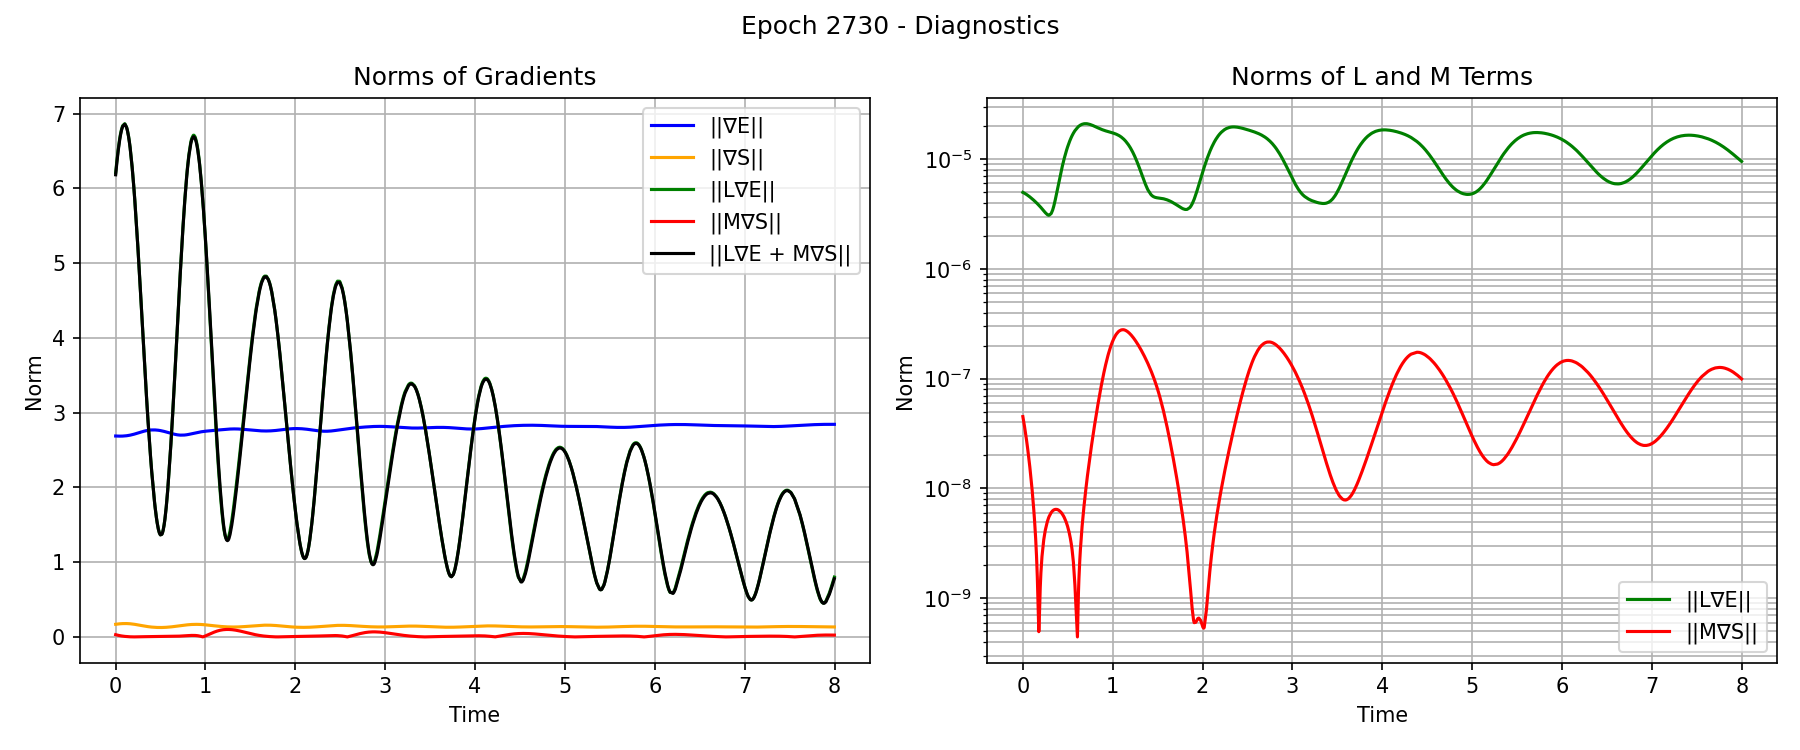 Epoch 2730 - Diagnostics
Norms of Gradients
Norm
7
6
5
4
3
2
1
0
||∇E||
||∇S||
||L∇E||
||M∇S||
||L∇E + M∇S||
0 1 2 3 4 5 6 7 8
Time
Norms of L and M Terms
Norm
10⁻⁵
10⁻⁶
10⁻⁷
10⁻⁸
10⁻⁹
||L∇E||
||M∇S||
0 1 2 3 4 5 6 7 8
Time